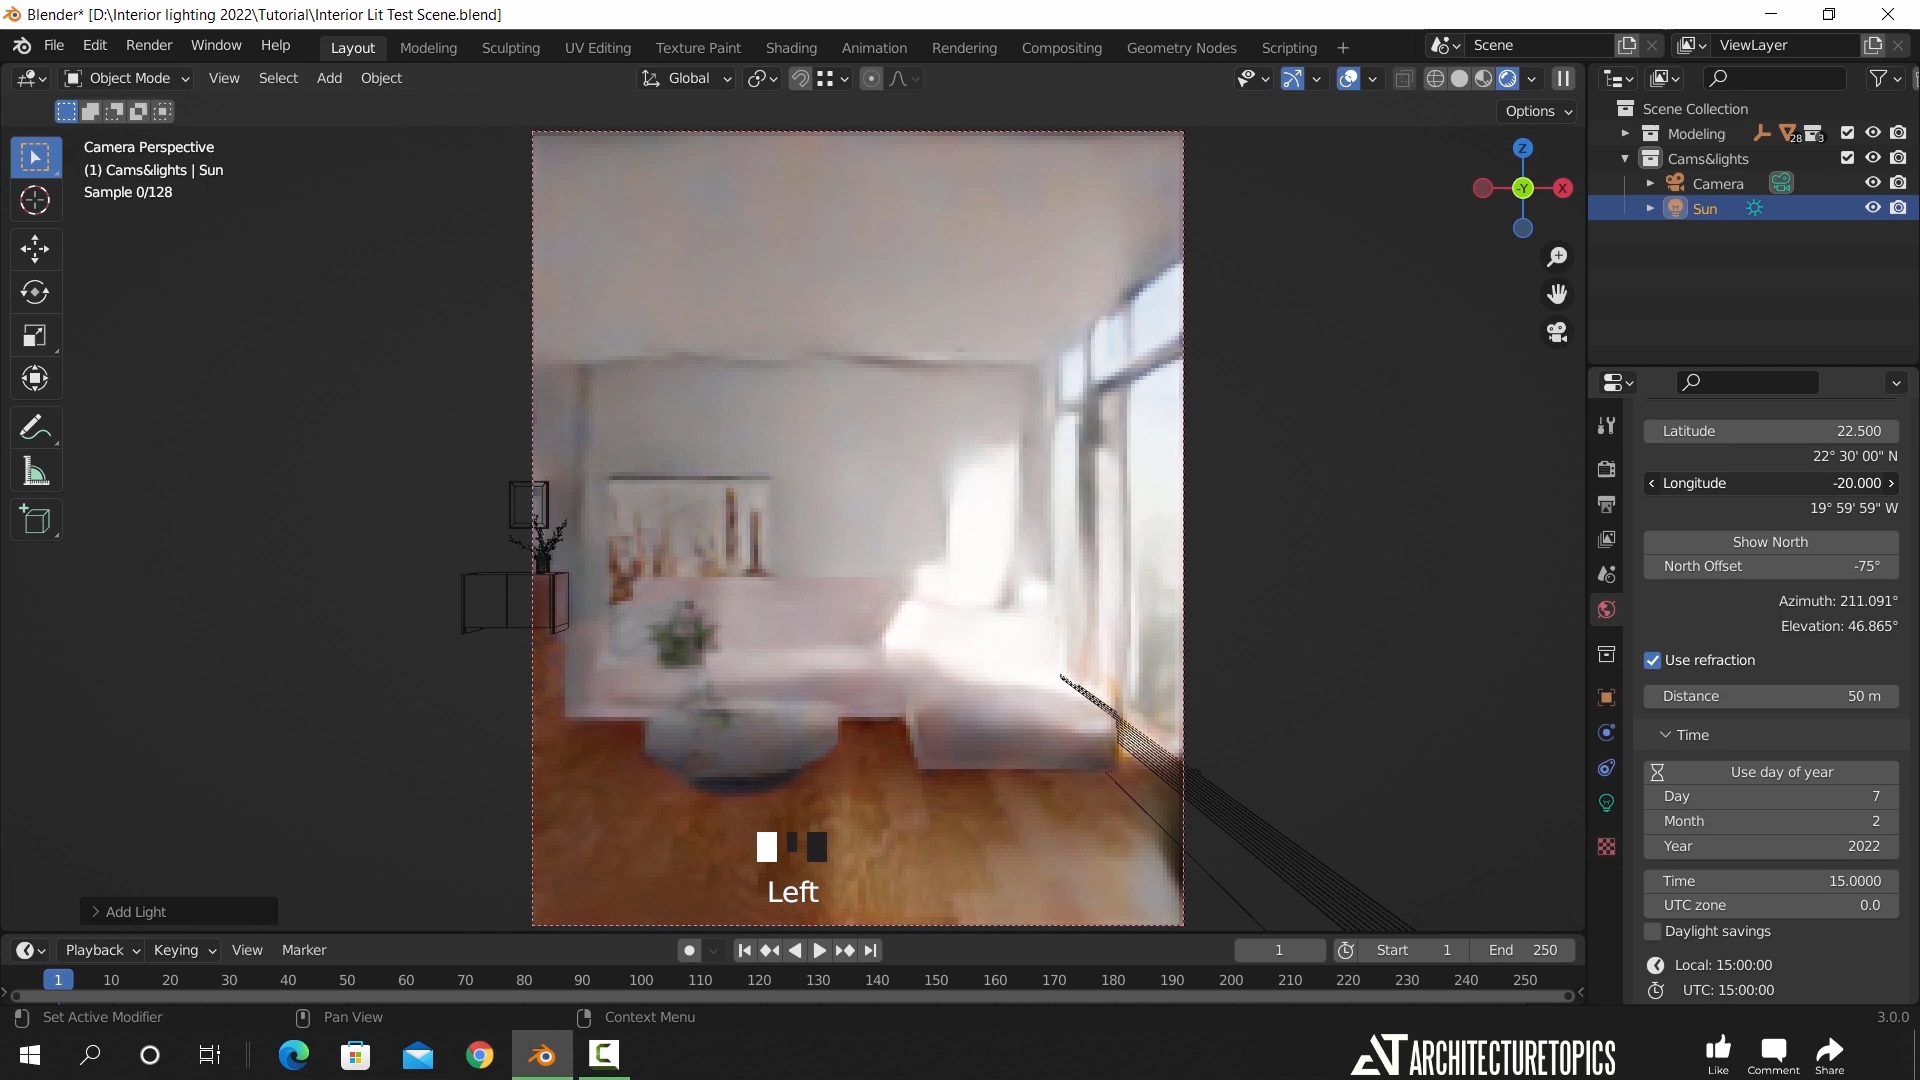 Blender* [D:\Interior lighting 2022\Tutorial\Interior Lit Test Scene.blend]
File Edit Render Window Help Layout Modeling Sculpting UV Editing Texture Paint Shading Animation Rendering Compositing Geometry Nodes Scripting + Scene ViewLayer
Object Mode View Select Add Object Global
Options
Camera Perspective
(1) Cams&lights | Sun
Sample 0/128
Z
-Y
X
Scene Collection
Modeling 28 3
Cams&lights
Camera
Sun
Latitude 22.500
22° 30' 00" N
Longitude -20.000
19° 59' 59" W
Show North
North Offset -75°
Azimuth: 211.091°
Elevation: 46.865°
Use refraction
Distance 50 m
Time
Use day of year
Day 7
Month 2
Year 2022
Time 15.0000
UTC zone 0.0
Daylight savings
Local: 15:00:00
UTC: 15:00:00
Left
Add Light
Playback Keying View Marker 1 Start 1 End 250
1 10 20 30 40 50 60 70 80 90 100 110 120 130 140 150 160 170 180 190 200 210 220 230 240 250
Set Active Modifier Pan View Context Menu 3.0.0
ARCHITECTURETOPICS
Like Comment Share